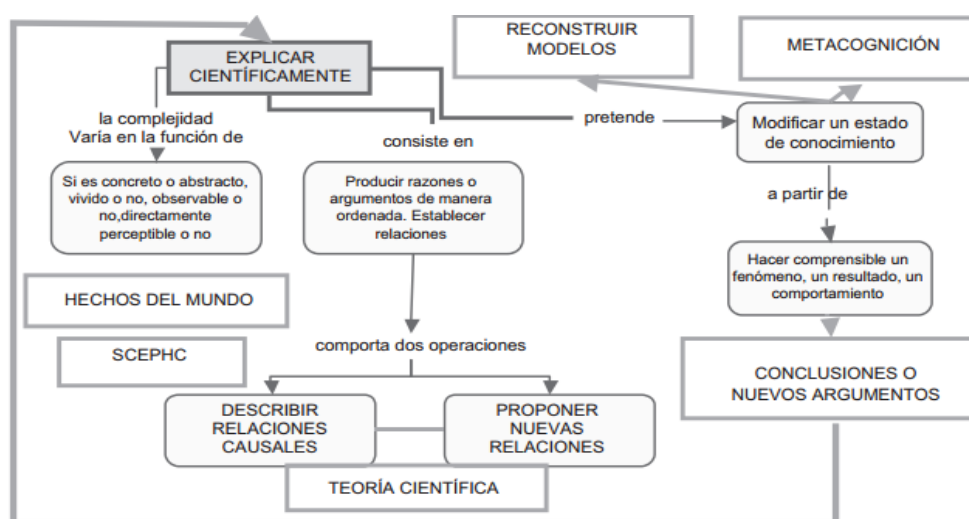 RECONSTRUIR
MODELOS
METACOGNICIÓN
EXPLICAR
CIENTÍFICAMENTE
la complejidad
Varía en la función de
consiste en
pretende
Modificar un estado
de conocimiento
Si es concreto o abstracto,
vivido o no, observable o
no,directamente
perceptible o no
Producir razones o
argumentos de manera
ordenada. Establecer
relaciones
a partir de
Hacer comprensible un
fenómeno, un resultado, un
comportamiento
HECHOS DEL MUNDO
SCEPHC
comporta dos operaciones
CONCLUSIONES O
NUEVOS ARGUMENTOS
DESCRIBIR
RELACIONES
CAUSALES
PROPONER
NUEVAS
RELACIONES
TEORÍA CIENTÍFICA